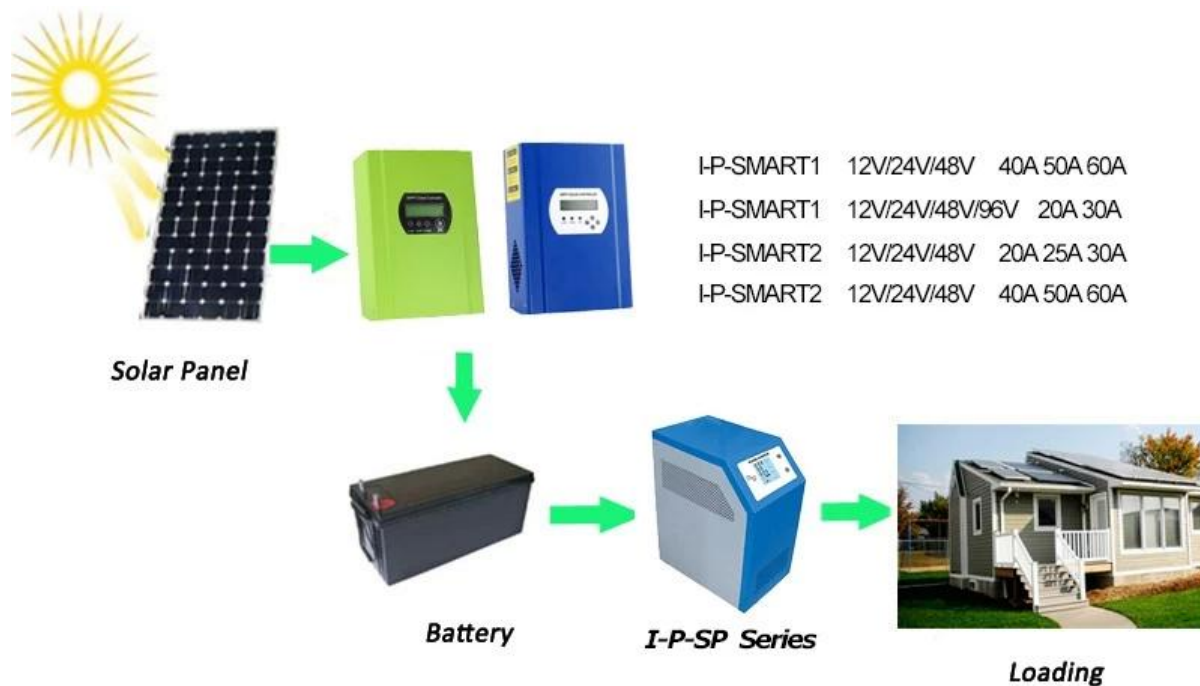 I-P-SMART1 12V/24V/48V 40A 50A 60A
I-P-SMART1 12V/24V/48V/96V 20A 30A
I-P-SMART2 12V/24V/48V 20A 25A 30A
I-P-SMART2 12V/24V/48V 40A 50A 60A
Solar Panel
Battery
I-P-SP Series
Loading